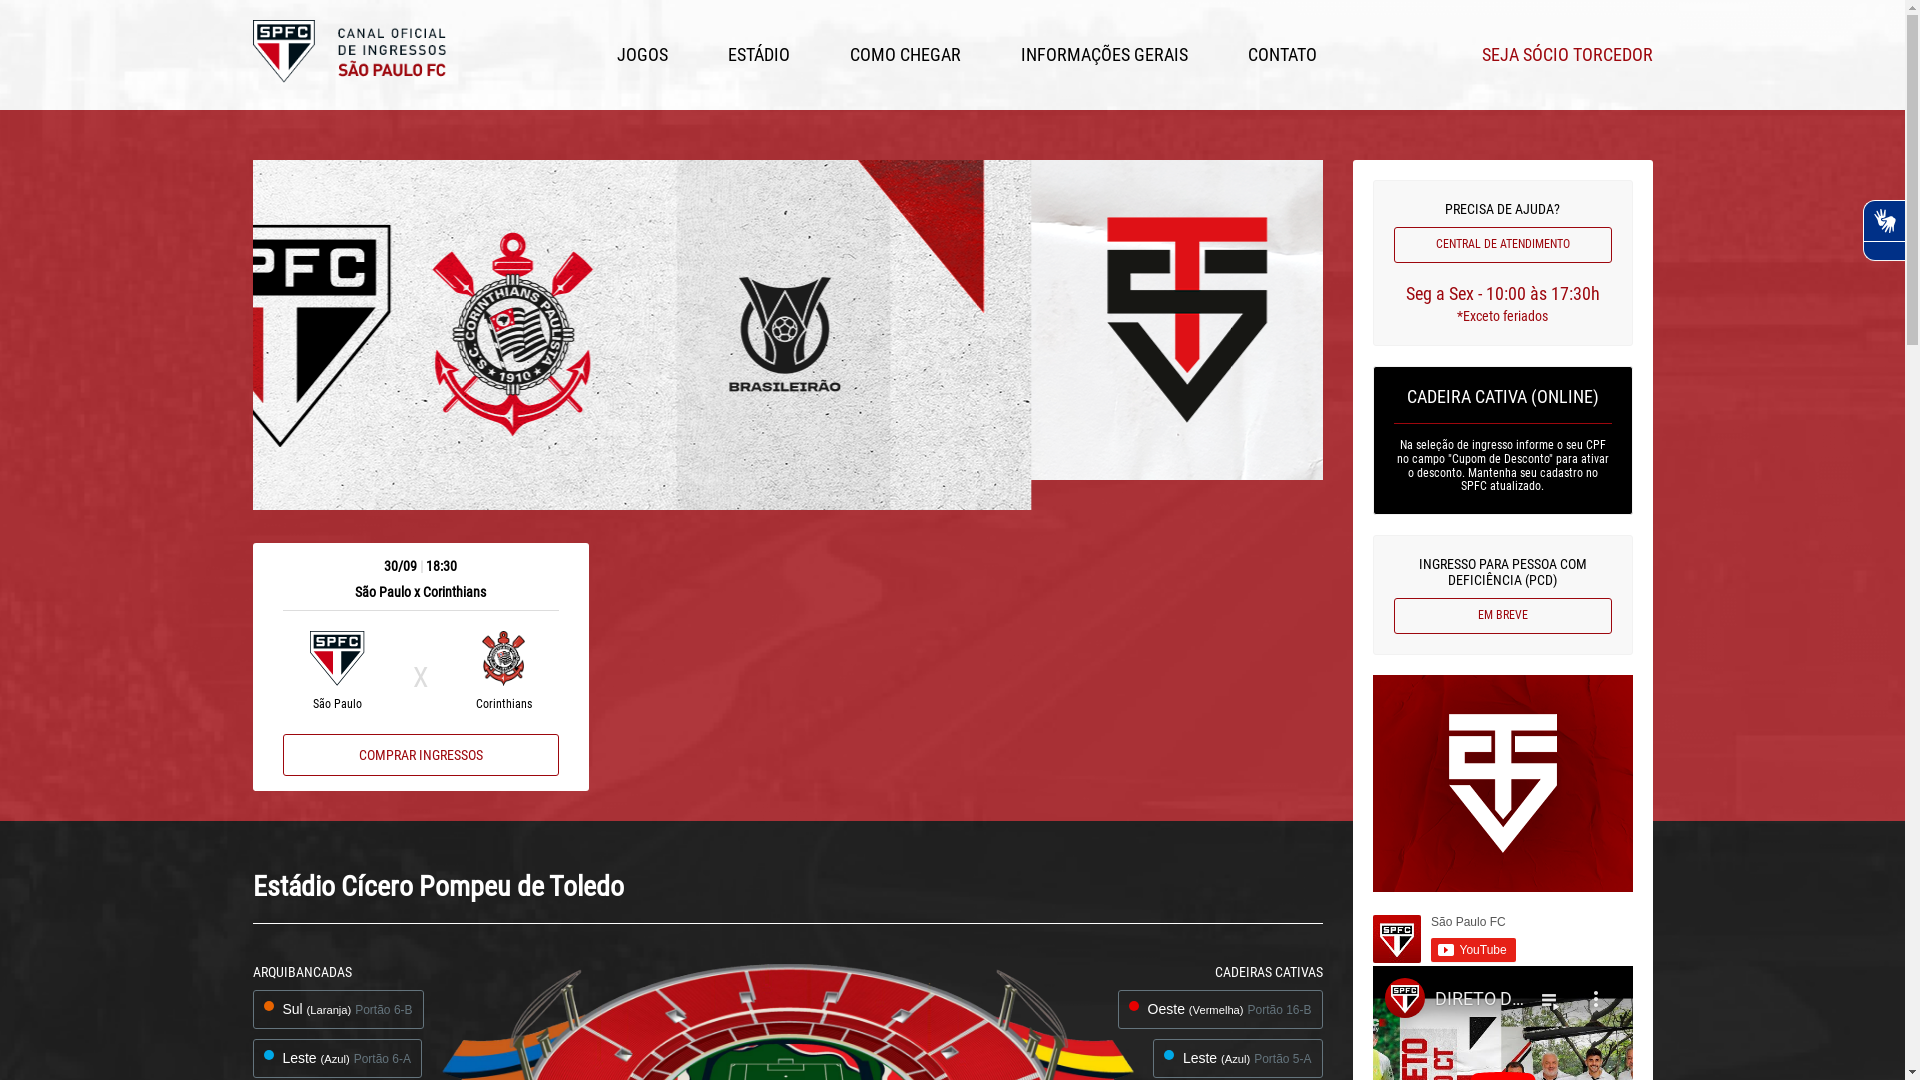 SPFC
CANAL OFICIAL
DE INGRESSOS
SÃO PAULO FC
JOGOS
ESTÁDIO
COMO CHEGAR
INFORMAÇÕES GERAIS
CONTATO
SEJA SÓCIO TORCEDOR
PFC
S.C. CORINTHIANS PAULISTA
1910
BRASILEIRÃO
30/09 | 18:30
São Paulo x Corinthians
SPFC
X
São Paulo
Corinthians
COMPRAR INGRESSOS
PRECISA DE AJUDA?
CENTRAL DE ATENDIMENTO
Seg a Sex - 10:00 às 17:30h
*Exceto feriados
CADEIRA CATIVA (ONLINE)
Na seleção de ingresso informe o seu CPF
no campo "Cupom de Desconto" para ativar
o desconto. Mantenha seu cadastro no
SPFC atualizado.
INGRESSO PARA PESSOA COM
DEFICIÊNCIA (PCD)
EM BREVE
SPFC
São Paulo FC
YouTube
SPFC
DIRETO D...
Estádio Cícero Pompeu de Toledo
ARQUIBANCADAS
Sul (Laranja) Portão 6-B
Leste (Azul) Portão 6-A
CADEIRAS CATIVAS
Oeste (Vermelha) Portão 16-B
Leste (Azul) Portão 5-A